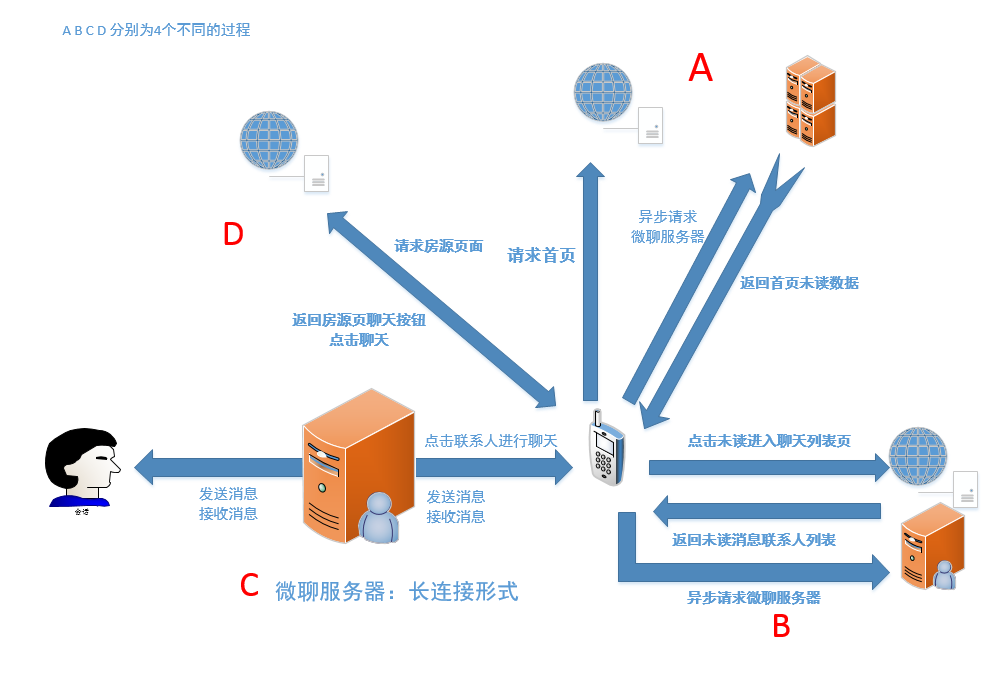 A B C D 分别为4个不同的过程
A
D
异步请求
微聊服务器
请求房源页面
请求首页
返回首页未读数据
返回房源页聊天按钮
点击聊天
点击联系人进行聊天
点击未读进入聊天列表页
发送消息
接收消息
发送消息
接收消息
会话
返回未读消息联系人列表
C 微聊服务器：长连接形式
异步请求微聊服务器
B